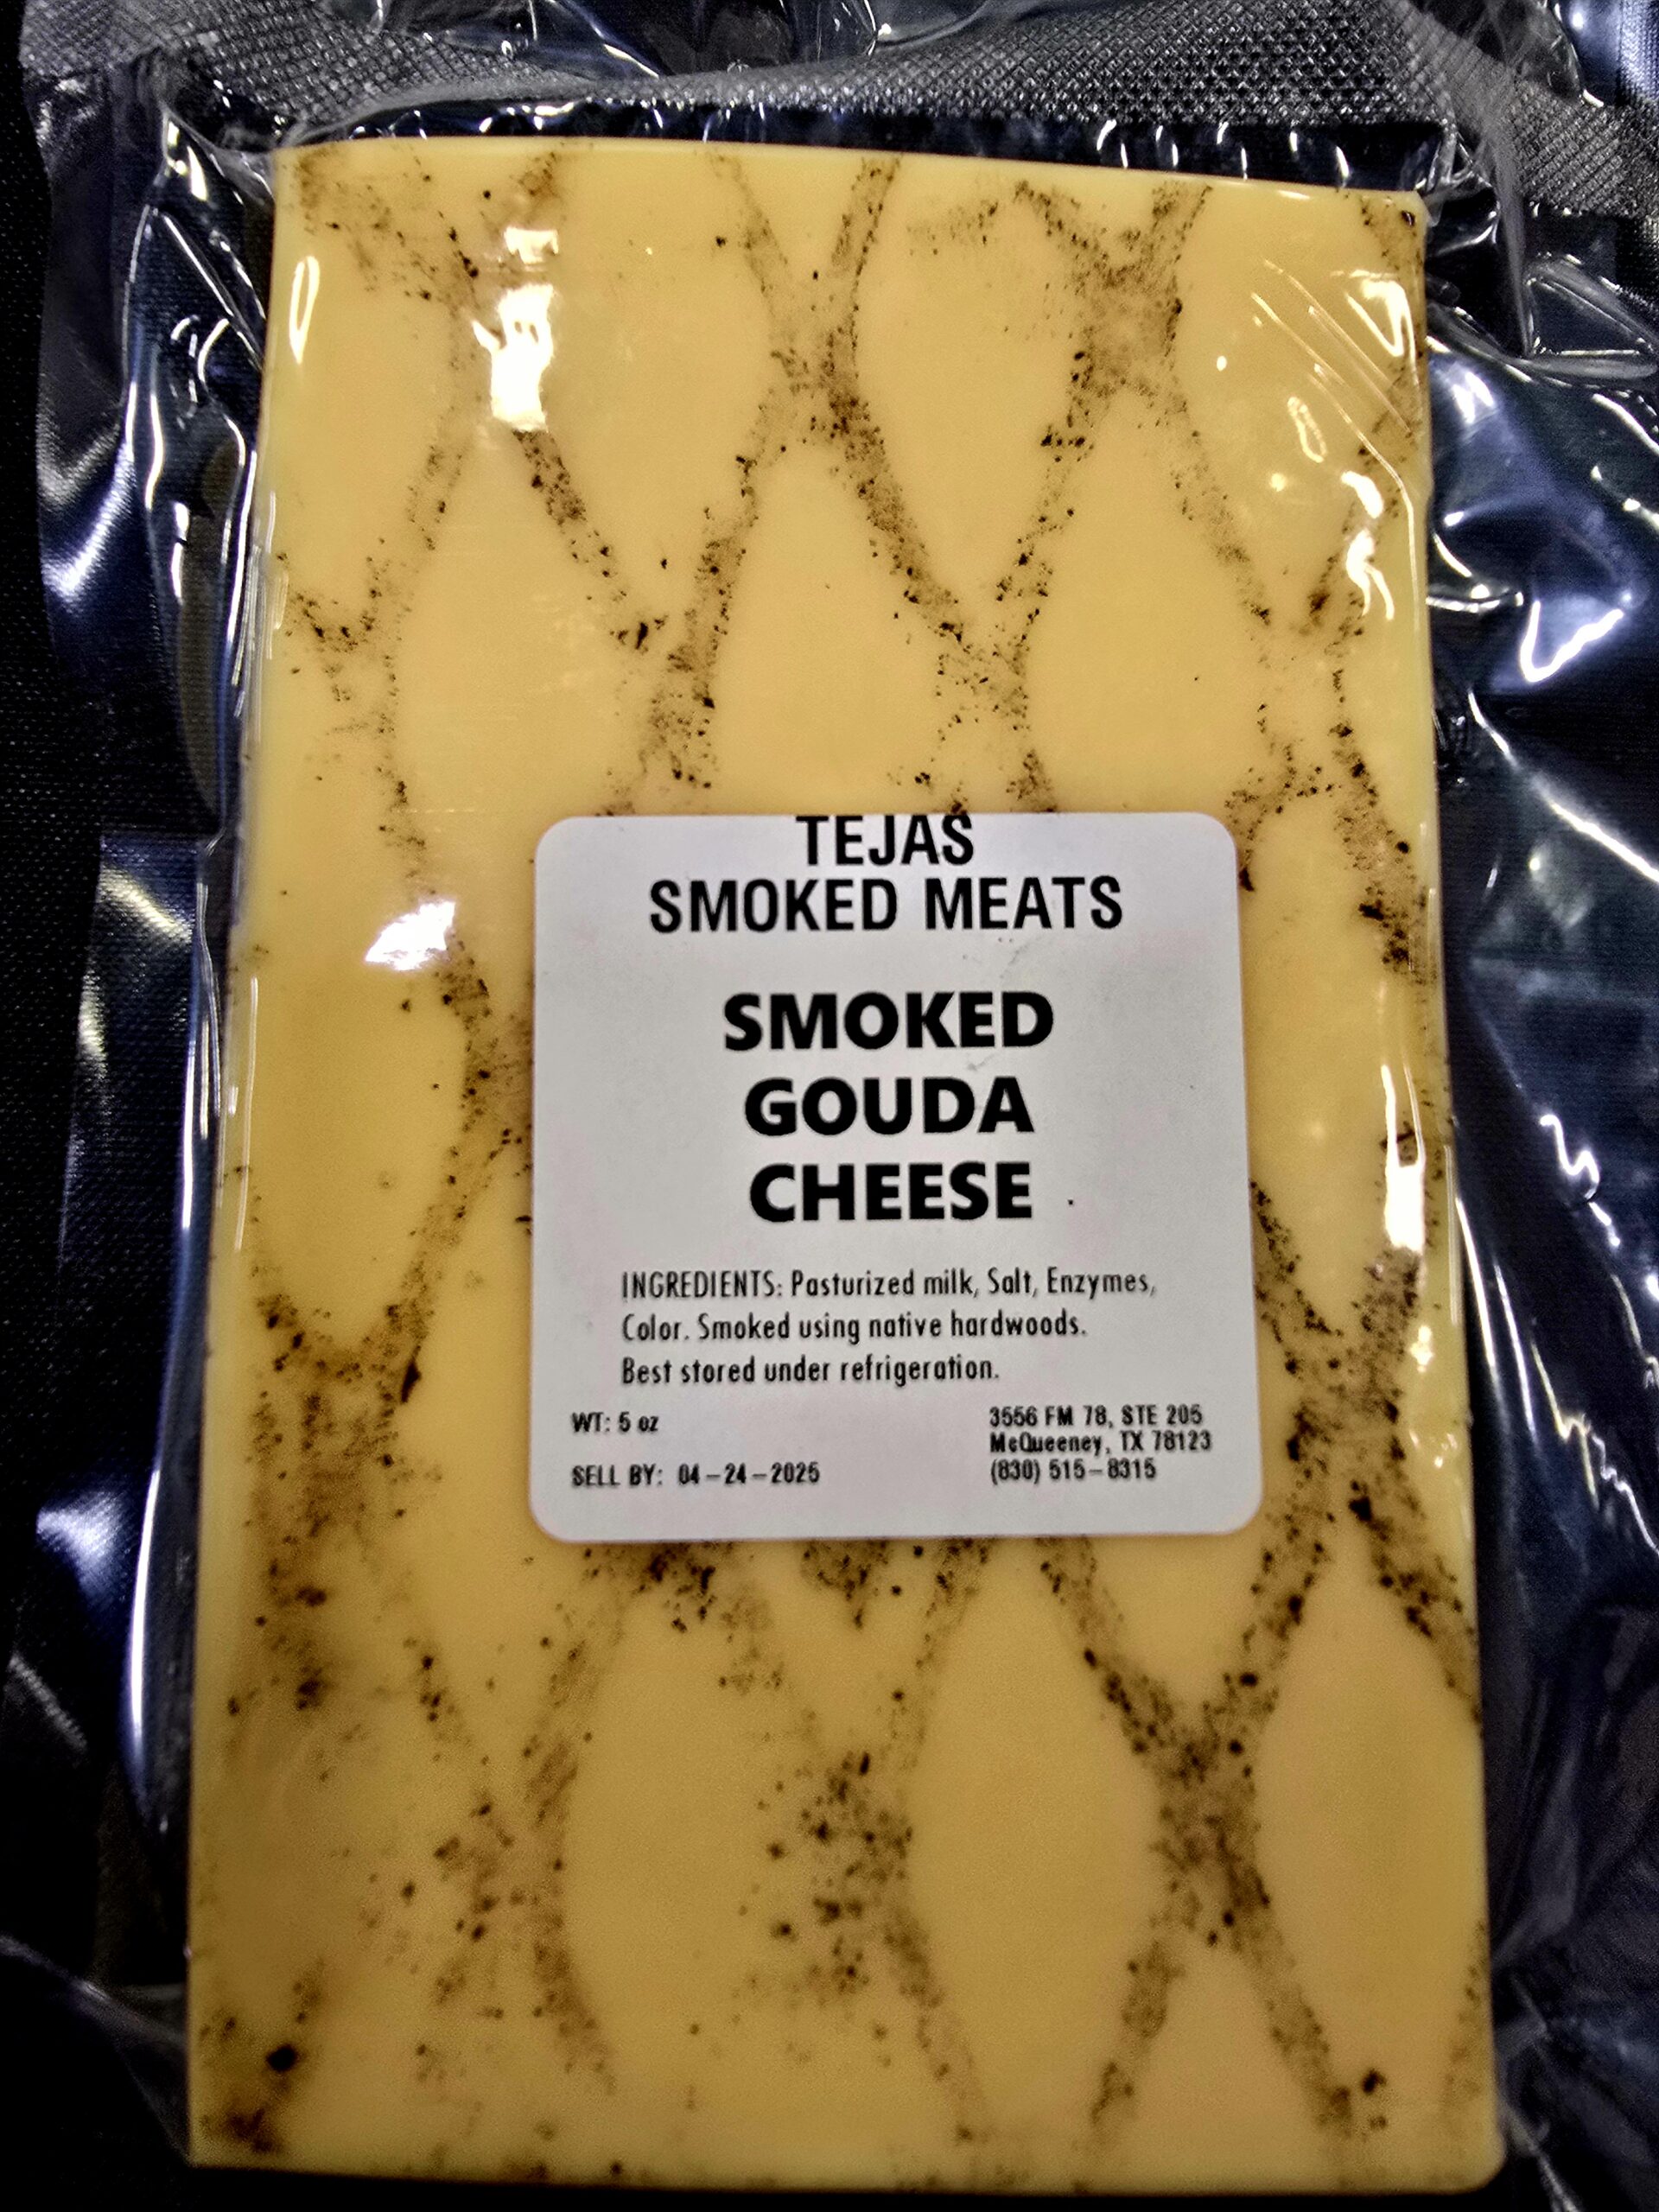 TEJAS
SMOKED MEATS
SMOKED
GOUDA
CHEESE
INGREDIENTS: Pasturized milk, Salt, Enzymes,
Color. Smoked using native hardwoods.
Best stored under refrigeration.
WT: 5 oz
SELL BY: 04-24-2025
3556 FM 78, STE 205
McQueeney, TX 78123
(830) 515-8315